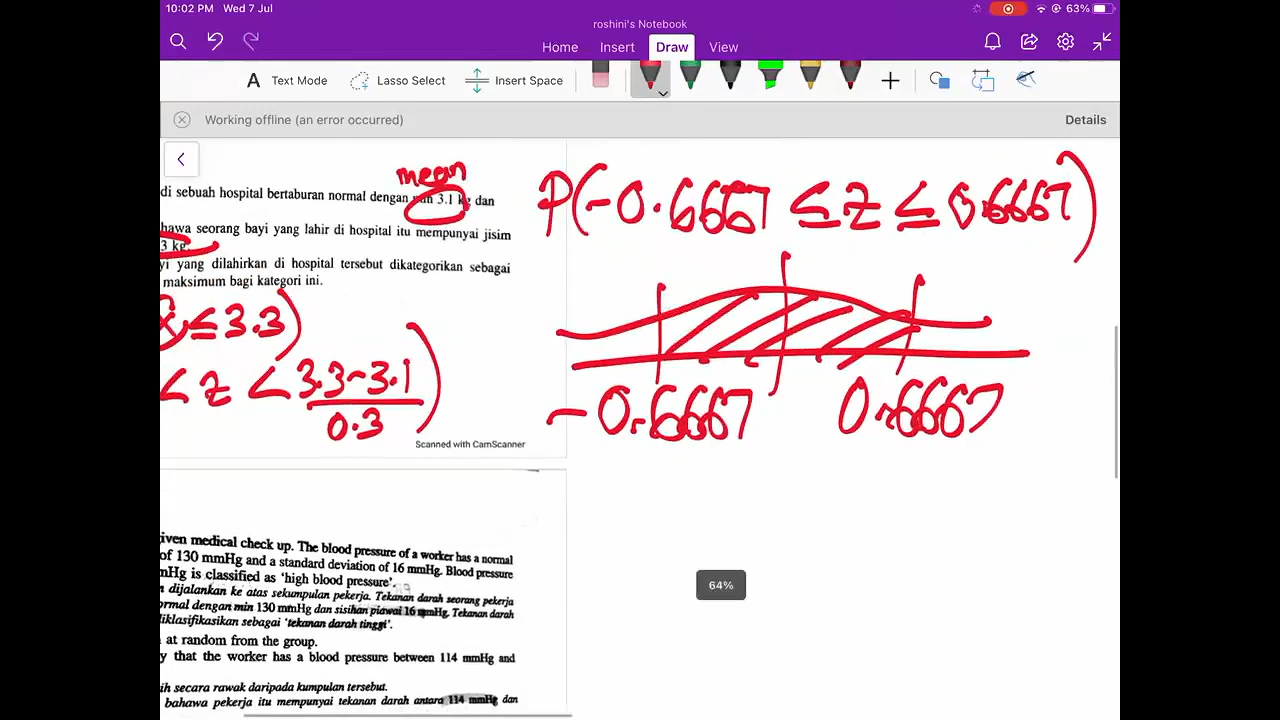 10:02 PM Wed 7 Jul
63%
roshini's Notebook
Home Insert Draw View
A Text Mode Lasso Select Insert Space
Working offline (an error occurred)
Details
mean
di sebuah hospital bertaburan normal dengan 3.1 kg dan
hawa seorang bayi yang lahir di hospital itu mempunyai jisim
3 kg.
yi yang dilahirkan di hospital tersebut dikategorikan sebagai
maksimum bagi kategori ini.
x ≤ 3.3)
< z < 3.3-3.1
0.3 )
Scanned with CamScanner
P(-0.6667 ≤ z ≤ 0.6667)
-0.6667 0.6667
64%
iven medical check up. The blood pressure of a worker has a normal
of 130 mmHg and a standard deviation of 16 mmHg. Blood pressure
mHg is classified as 'high blood pressure'.
n dijalankan ke atas sekumpulan pekerja. Tekanan darah seorang pekerja
ormal dengan min 130 mmHg dan sisihan piawai 16 mmHg. Tekanan darah
diklasifikasikan sebagai 'tekanan darah tinggi'.
at random from the group.
y that the worker has a blood pressure between 114 mmHg and
ih secara rawak daripada kumpulan tersebut.
bahawa pekerja itu mempunyai tekanan darah antara 114 mmHg dan